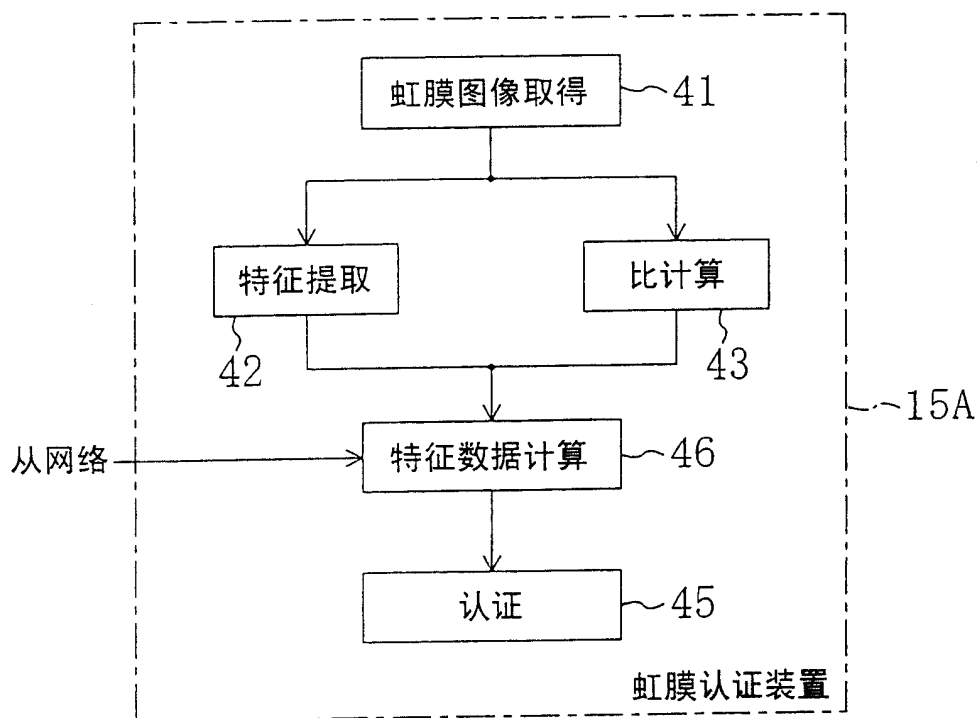 虹膜图像取得
41
特征提取
比计算
42
43
15A
从网络
特征数据计算
46
认证
45
虹膜认证装置